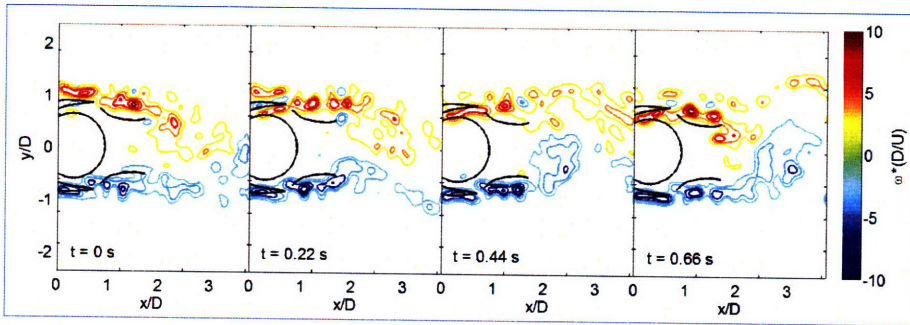 2
1
0
-1
-2
y/D
t = 0 s
t = 0.22 s
t = 0.44 s
t = 0.66 s
0 1 2 3
0 1 2 3
0 1 2 3
0 1 2 3
x/D
x/D
x/D
x/D
10
5
0
-5
-10
ω*(D/U)